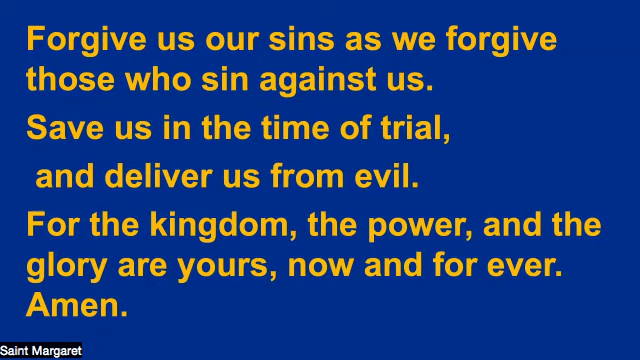 Forgive us our sins as we forgive
those who sin against us.
Save us in the time of trial,
and deliver us from evil.
For the kingdom, the power, and the
glory are yours, now and for ever.
Amen.
Saint Margaret